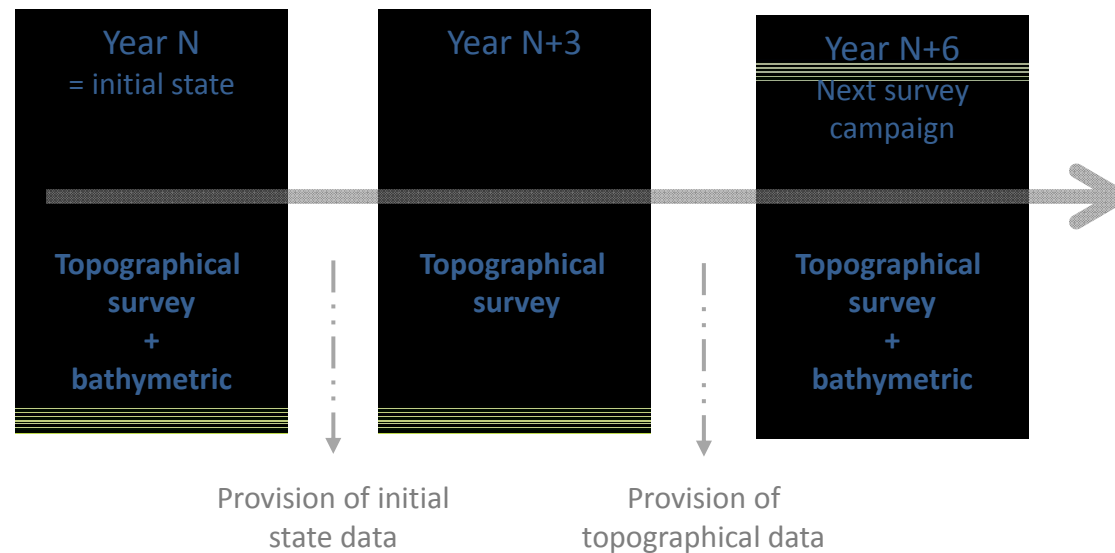 Year N
= initial state
Topographical
survey
+
bathymetric
Year N+3
Topographical
survey
Year N+6
Next survey
campaign
Topographical
survey
+
bathymetric
Provision of initial
state data
Provision of
topographical data